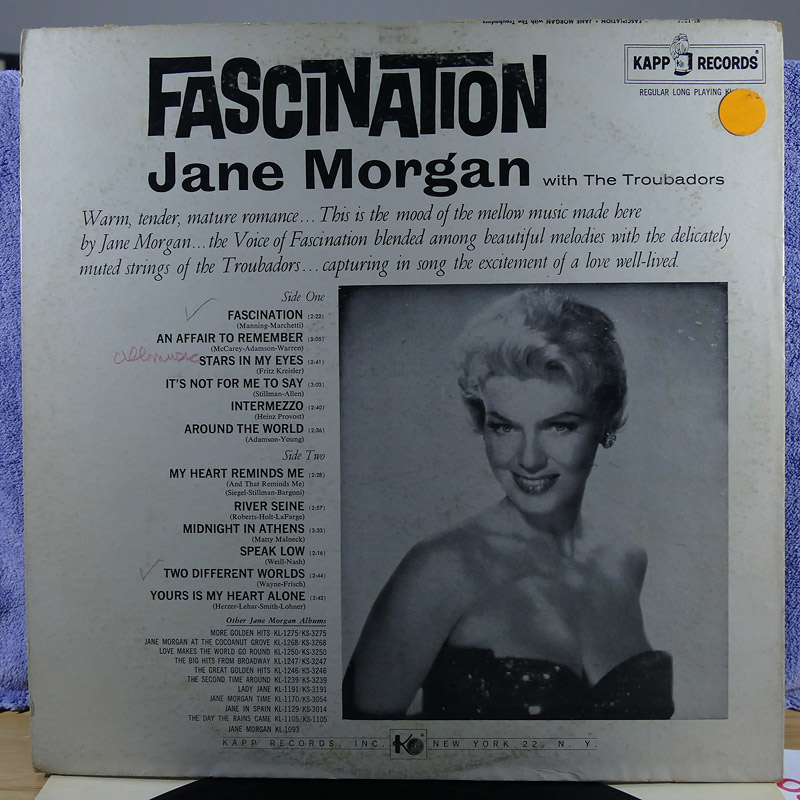 FASCINATION
Jane Morgan with The Troubadors
KAPP RECORDS
REGULAR LONG PLAYING
Warm, tender, mature romance... This is the mood of the mellow music made here
by Jane Morgan...the Voice of Fascination blended among beautiful melodies with the delicately
muted strings of the Troubadors...capturing in song the excitement of a love well-lived.
Side One
FASCINATION (2:22)
(Manning-Marchetti)
AN AFFAIR TO REMEMBER (2:05)
(McCarey-Adamson-Warren)
STARS IN MY EYES (2:41)
(Fritz Kreisler)
IT'S NOT FOR ME TO SAY (3:03)
(Stillman-Allen)
INTERMEZZO (2:40)
(Heinz Provost)
AROUND THE WORLD (2:36)
(Adamson-Young)
Side Two
MY HEART REMINDS ME (2:28)
(And That Reminds Me)
(Siegel-Stillman-Bargoni)
RIVER SEINE (2:57)
(Roberts-Holt-LaFarge)
MIDNIGHT IN ATHENS (2:33)
(Matty Malneck)
SPEAK LOW (2:16)
(Weill-Nash)
TWO DIFFERENT WORLDS (2:44)
(Wayne-Frisch)
YOURS IS MY HEART ALONE (2:43)
(Herzer-Lehar-Smith-Lohner)
Other Jane Morgan Albums
MORE GOLDEN HITS KL-1275/KS-3275
JANE MORGAN AT THE COCOANUT GROVE KL-1268/KS-3268
LOVE MAKES THE WORLD GO ROUND KL-1250/KS-3250
THE BIG HITS FROM BROADWAY KL-1247/KS-3247
THE GREAT GOLDEN HITS KL-1246/KS-3246
THE SECOND TIME AROUND KL-1239/KS-3239
LADY JANE KL-1191/KS-3191
JANE MORGAN TIME KL-1170/KS-3054
JANE IN SPAIN KL-1129/KS-3014
THE DAY THE RAINS CAME KL-1105/KS-1105
JANE MORGAN KL-1093
KAPP RECORDS, INC. K NEW YORK 22, N. Y.